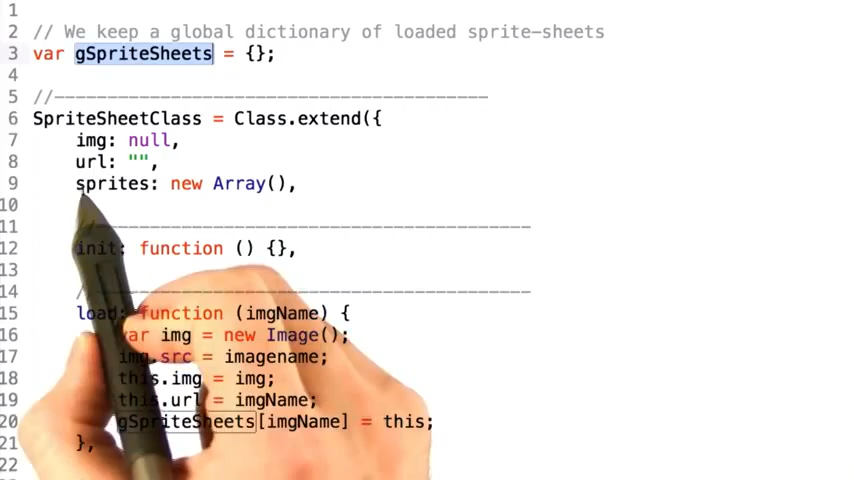 1
2 // We keep a global dictionary of loaded sprite-sheets
3 var gSpriteSheets = {};
4
5 //----------------------------------------
6 SpriteSheetClass = Class.extend({
7 img: null,
8 url: "",
9 sprites: new Array(),
10
11 //-----------------------------------------
12 init: function () {},
13
14 //-----------------------------------------
15 load: function (imgName) {
16 var img = new Image();
17 img.src = imagename;
18 this.img = img;
19 this.url = imgName;
20 gSpriteSheets[imgName] = this;
21 },
22